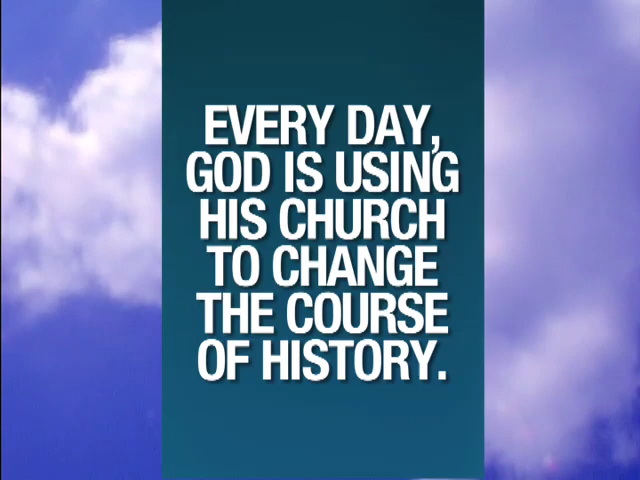 EVERY DAY,
GOD IS USING
HIS CHURCH
TO CHANGE
THE COURSE
OF HISTORY.